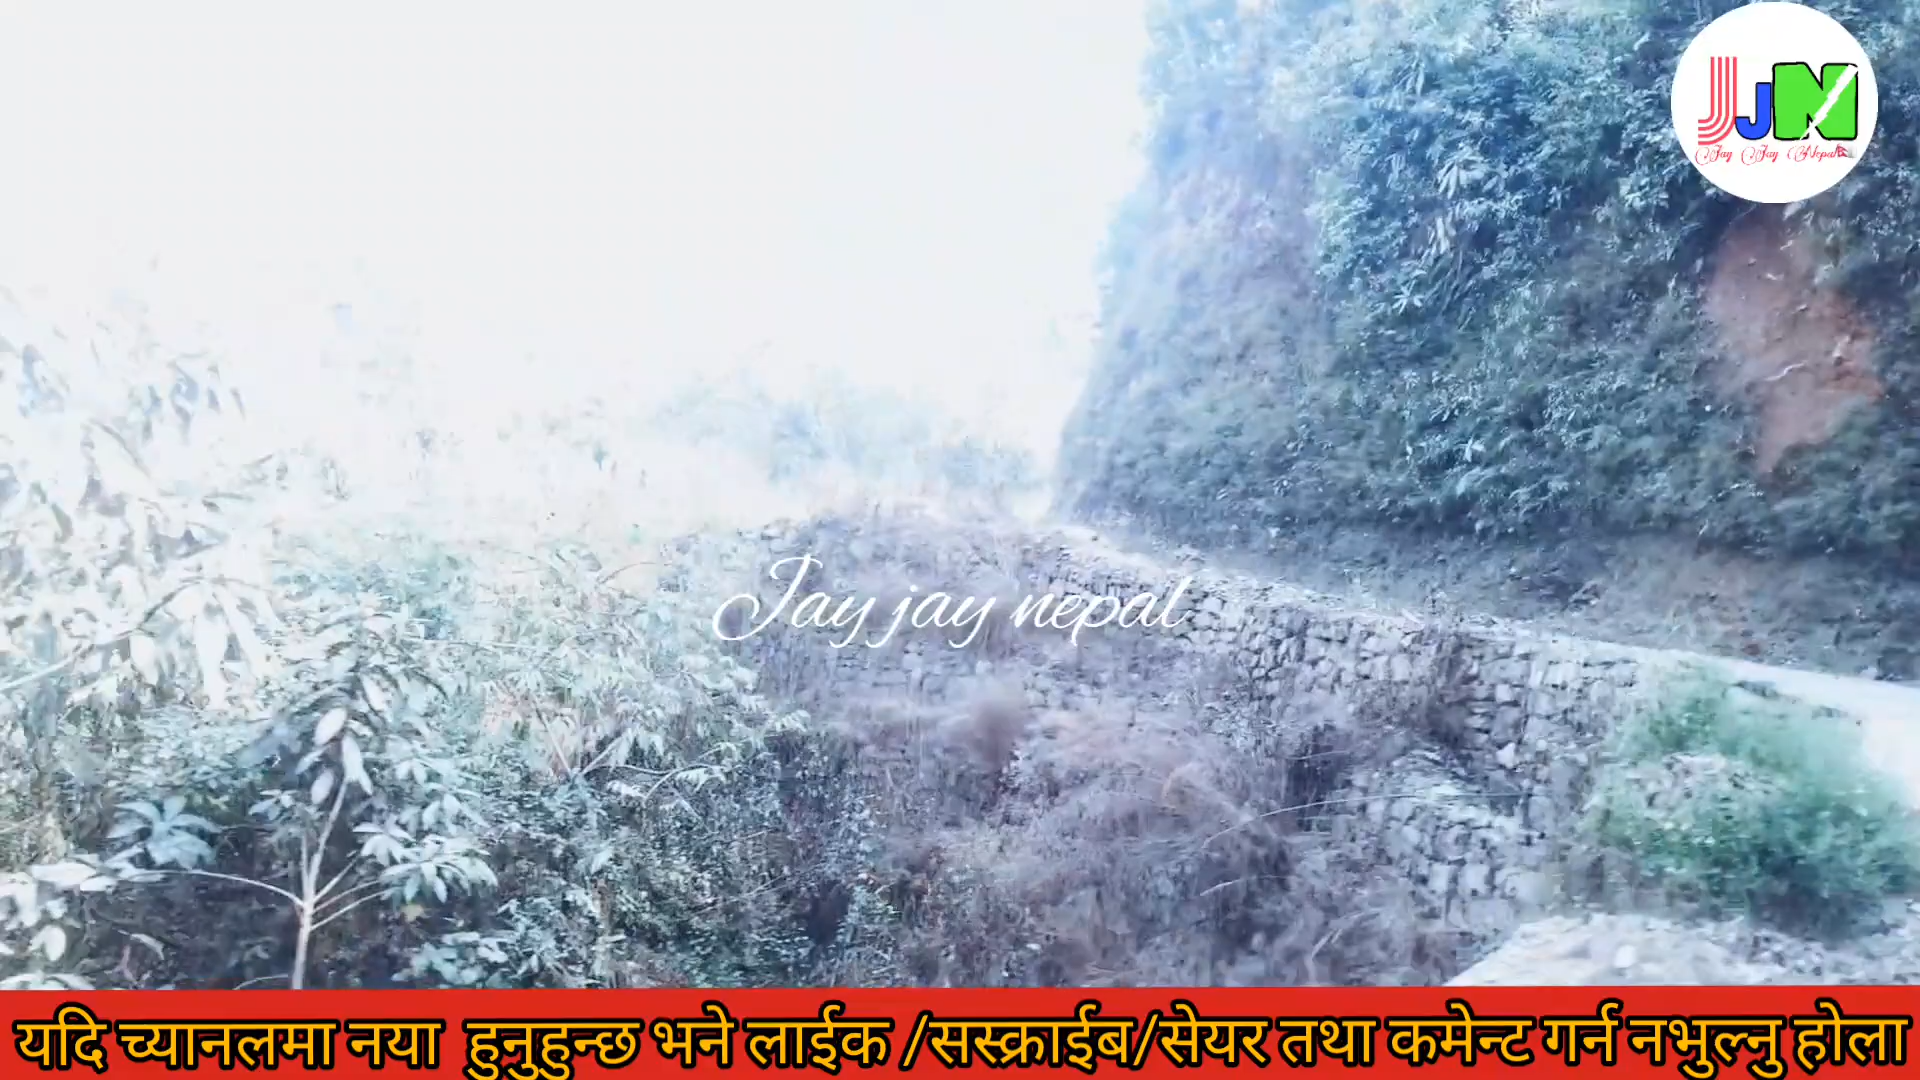 JJN
Jay Jay Nepal
Jay jay nepal
यदि च्यानलमा नया हुनुहुन्छ भने लाईक /सस्क्राईब/सेयर तथा कमेन्ट गर्न नभुल्नु होला